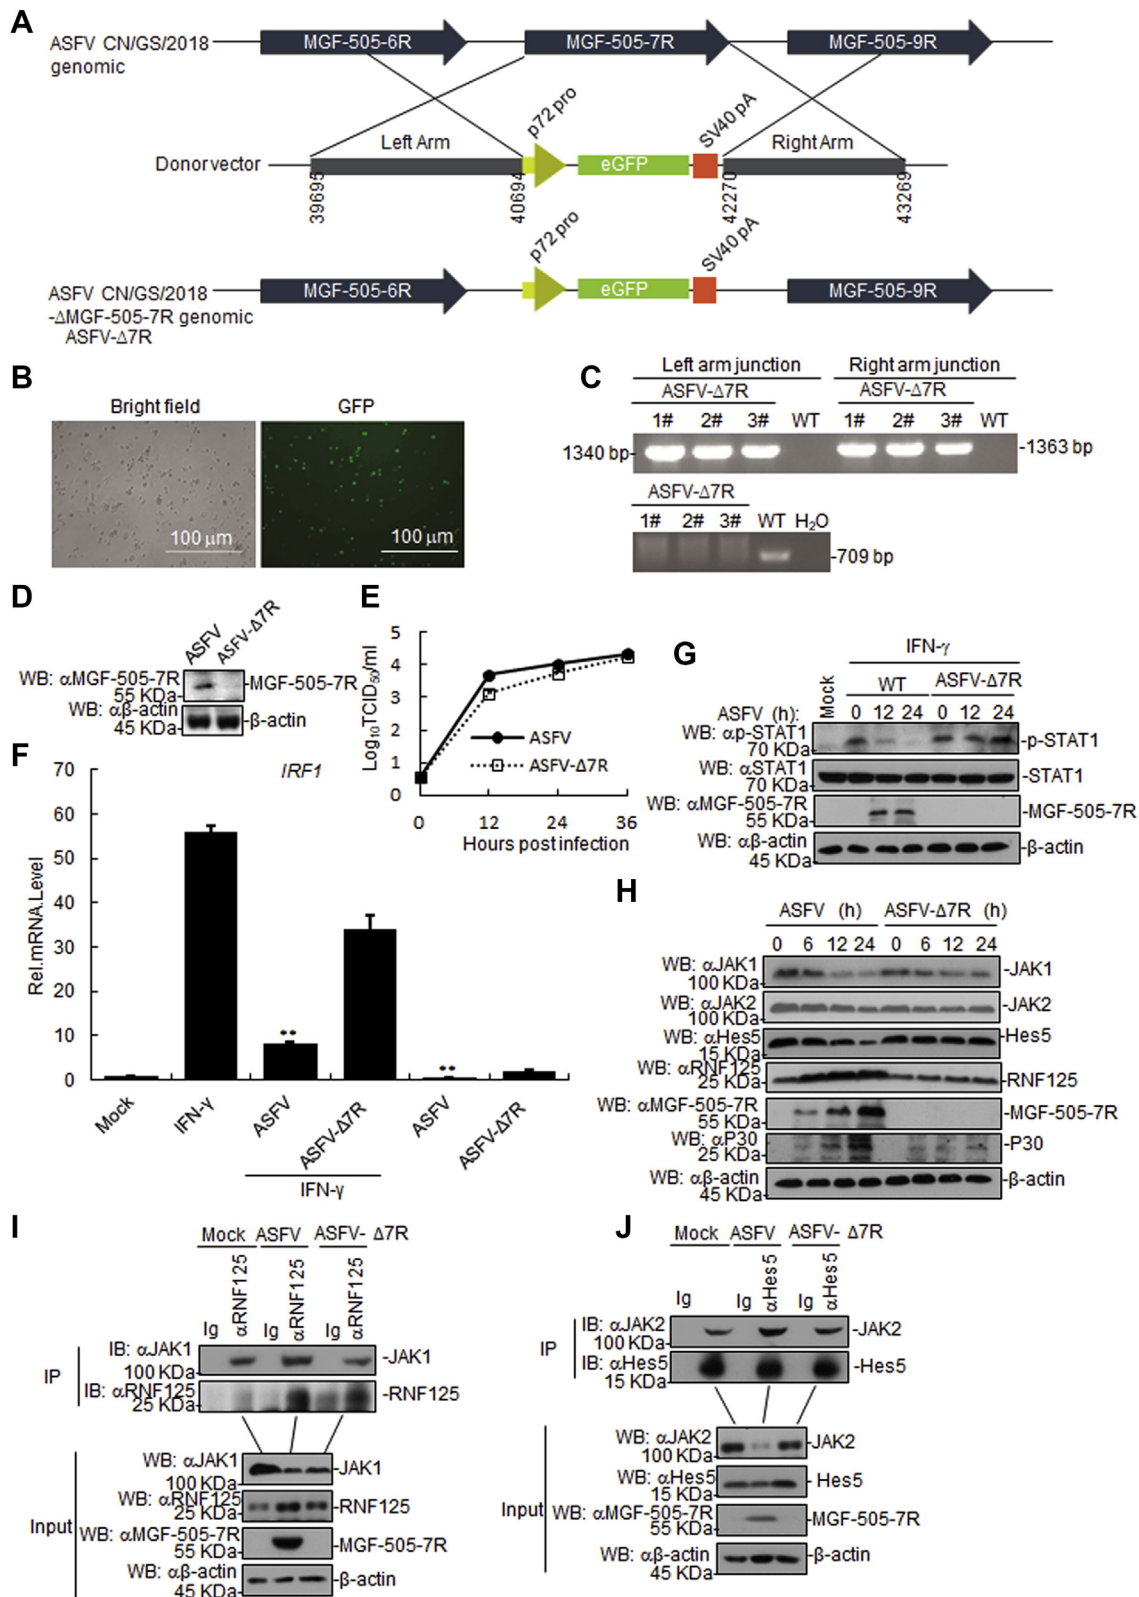 A
ASFV CN/GS/2018
genomic
MGF-505-6R
MGF-505-7R
MGF-505-9R
Donor vector
Left Arm
p72 pro
eGFP
SV40 pA
Right Arm
39695
40694
42270
43269
ASFV CN/GS/2018
-ΔMGF-505-7R genomic
ASFV-Δ7R
MGF-505-6R
p72 pro
eGFP
SV40 pA
MGF-505-9R
B
Bright field
GFP
100 µm
100 µm
C
Left arm junction
Right arm junction
ASFV-Δ7R
ASFV-Δ7R
1# 2# 3# WT 1# 2# 3# WT
1340 bp-
-1363 bp
ASFV-Δ7R
1# 2# 3# WT H₂O
-709 bp
D
ASFV
ASFV-Δ7R
WB: αMGF-505-7R
55 KDa-
-MGF-505-7R
WB: αβ-actin
45 KDa-
-β-actin
E
Log₁₀TCID₅₀/ml
5
4
3
2
1
0
ASFV
ASFV-Δ7R
0 12 24 36
Hours post infection
F
IRF1
Rel.mRNA.Level
70
60
50
40
30
20
10
0
**
**
Mock
IFN-γ
ASFV
ASFV-Δ7R
ASFV
ASFV-Δ7R
IFN-γ
G
IFN-γ
Mock
WT
ASFV-Δ7R
ASFV (h):
0 12 24 0 12 24
WB: αp-STAT1
70 KDa-
-p-STAT1
WB: αSTAT1
70 KDa-
-STAT1
WB: αMGF-505-7R
55 KDa-
-MGF-505-7R
WB: αβ-actin
45 KDa-
-β-actin
H
ASFV (h)
ASFV-Δ7R (h)
0 6 12 24 0 6 12 24
WB: αJAK1
100 KDa-
-JAK1
WB: αJAK2
100 KDa-
-JAK2
WB: αHes5
15 KDa-
-Hes5
WB: αRNF125
25 KDa-
-RNF125
WB: αMGF-505-7R
55 KDa-
-MGF-505-7R
WB: αP30
25 KDa-
-P30
WB: αβ-actin
45 KDa-
-β-actin
I
Mock ASFV ASFV- Δ7R
Ig αRNF125 Ig αRNF125 Ig αRNF125
IP
IB: αJAK1
100 KDa-
-JAK1
IB: αRNF125
25 KDa-
-RNF125
Input
WB: αJAK1
100 KDa-
-JAK1
WB: αRNF125
25 KDa-
-RNF125
WB: αMGF-505-7R
55 KDa-
-MGF-505-7R
WB: αβ-actin
45 KDa-
-β-actin
J
Mock ASFV ASFV- Δ7R
Ig Ig αHes5 Ig αHes5
IP
IB: αJAK2
100 KDa-
-JAK2
IB: αHes5
15 KDa-
-Hes5
Input
WB: αJAK2
100 KDa-
-JAK2
WB: αHes5
15 KDa-
- Hes5
WB: αMGF-505-7R
55 KDa-
-MGF-505-7R
WB: αβ-actin
45 KDa-
-β-actin